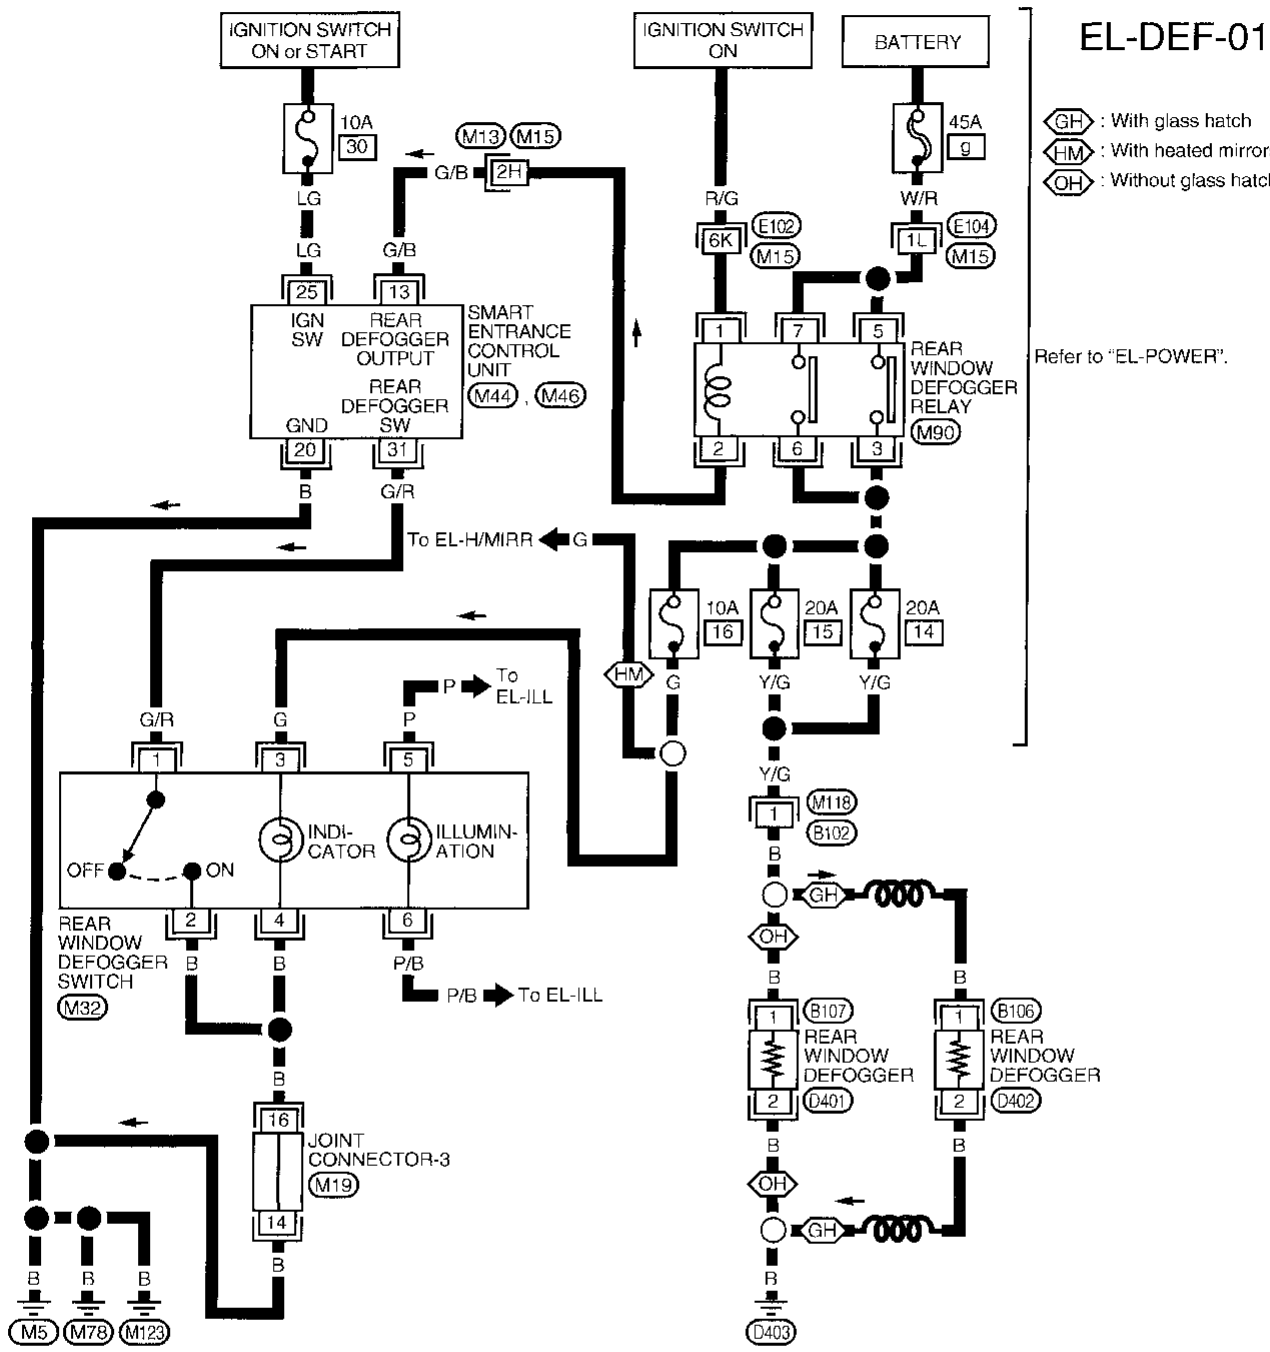 IGNITION SWITCH
ON or START
IGNITION SWITCH
ON
BATTERY
EL-DEF-01
10A
30
M13
M15
45A
g
GH : With glass hatch
HM : With heated mirror
OH : Without glass hatch
G/B
2H
LG
R/G
W/R
6K
E102
M15
1L
E104
M15
LG
G/B
25
13
IGN
SW
REAR
DEFOGGER
OUTPUT
REAR
DEFOGGER
SW
GND
SMART
ENTRANCE
CONTROL
UNIT
M44 , M46
20
31
1
7
5
REAR
WINDOW
DEFOGGER
RELAY
M90
2
6
3
Refer to "EL-POWER".
B
G/R
To EL-H/MIRR
G
10A
16
20A
15
20A
14
HM
G
Y/G
Y/G
P
To
EL-ILL
G/R
G
P
1
3
5
Y/G
1
M118
B102
OFF
ON
INDI-
CATOR
ILLUMIN-
ATION
B
GH
2
4
6
REAR
WINDOW
DEFOGGER
SWITCH
M32
OH
B
B
P/B
P/B
To EL-ILL
B
B
1
B107
REAR
WINDOW
DEFOGGER
2
D401
1
B106
REAR
WINDOW
DEFOGGER
2
D402
B
16
JOINT
CONNECTOR-3
M19
14
B
B
OH
GH
B
B
B
B
B
M5
M78
M123
D403